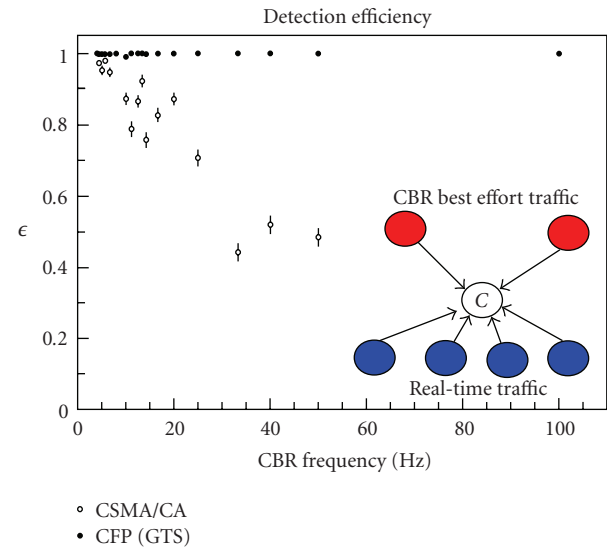 Detection efficiency
1
0.8
0.6
0.4
0.2
0
ϵ
0 20 40 60 80 100
CBR frequency (Hz)
CBR best effort traffic
C
Real-time traffic
CSMA/CA
CFP (GTS)